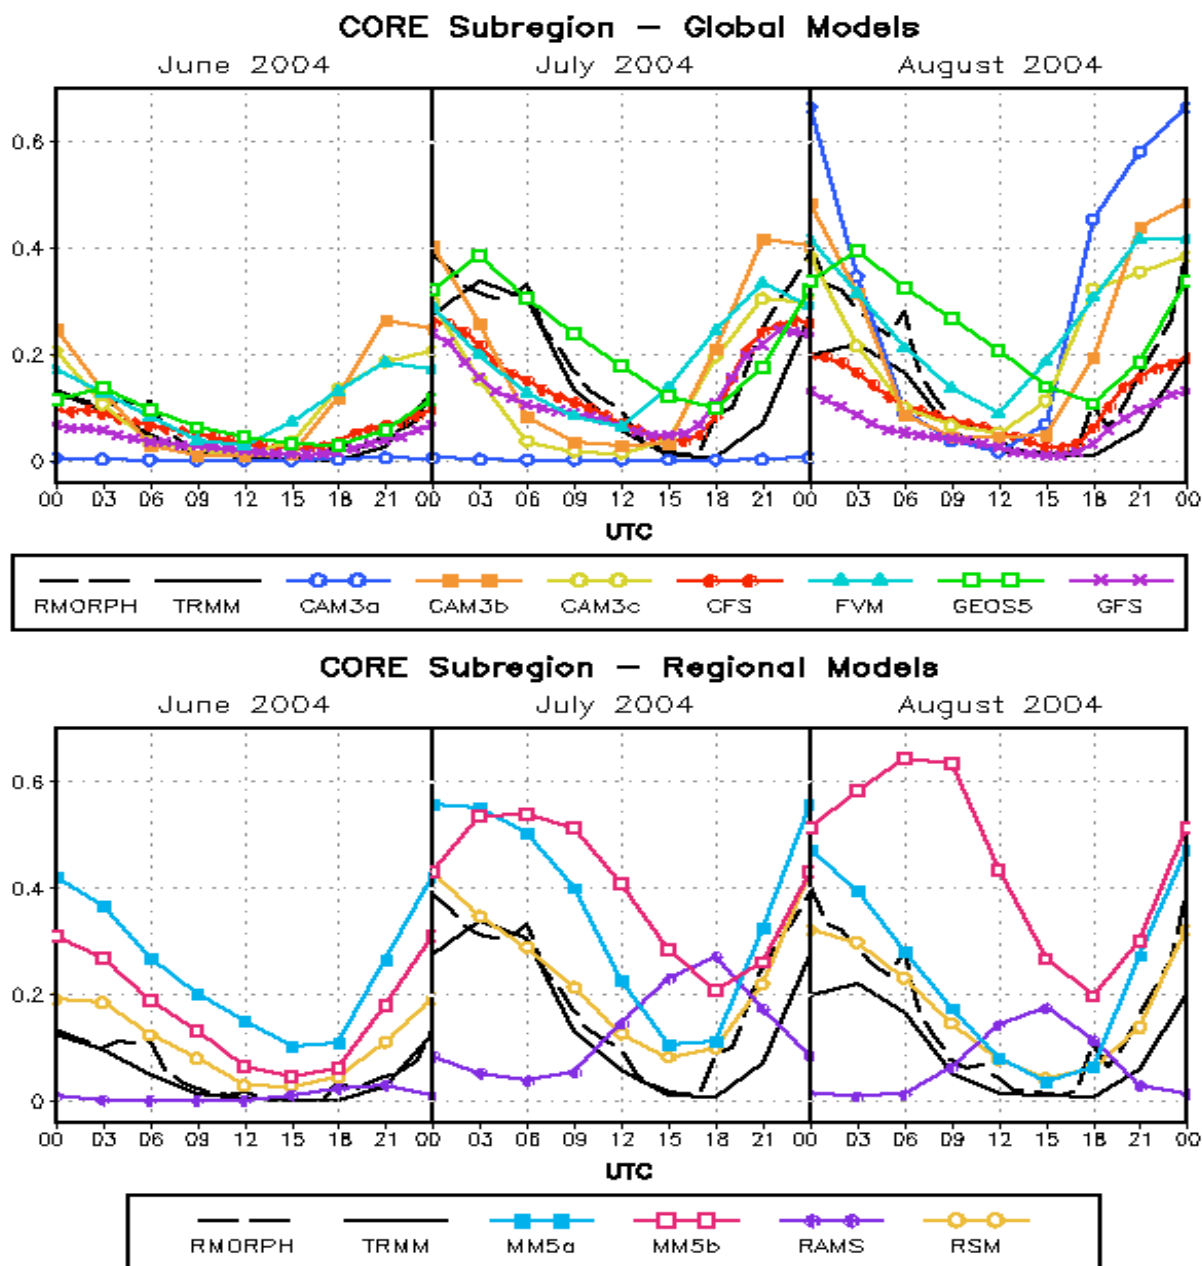 CORE Subregion – Global Models
June 2004 July 2004 August 2004
0.6
0.4
0.2
0
00 03 06 09 12 15 18 21 00 03 06 09 12 15 18 21 00 03 06 09 12 15 18 21 00
UTC
RMORPH TRMM CAM3a CAM3b CAM3c CFS FVM GEOS5 GFS
CORE Subregion – Regional Models
June 2004 July 2004 August 2004
0.6
0.4
0.2
0
00 03 06 09 12 15 18 21 00 03 06 09 12 15 18 21 00 03 06 09 12 15 18 21 00
UTC
RMORPH TRMM MM5a MM5b RAMS RSM